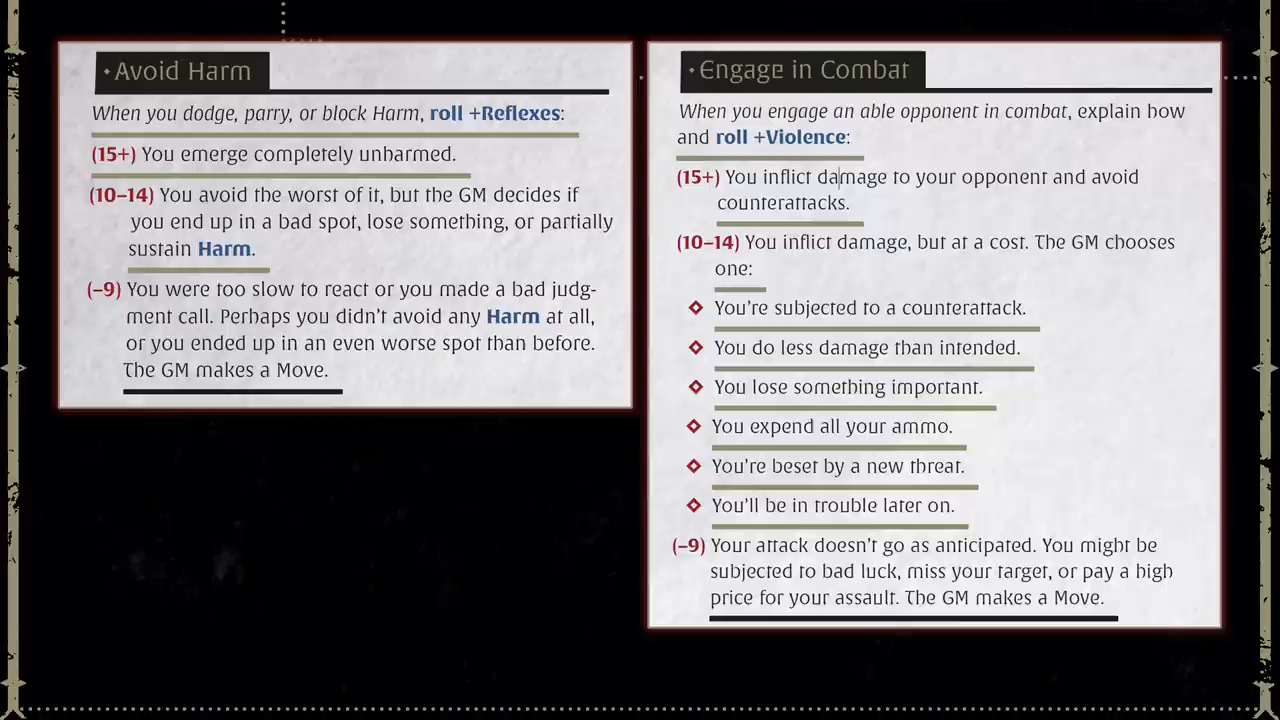 • Avoid Harm
When you dodge, parry, or block Harm, roll +Reflexes:
(15+) You emerge completely unharmed.
(10–14) You avoid the worst of it, but the GM decides if
you end up in a bad spot, lose something, or partially
sustain Harm.
(–9) You were too slow to react or you made a bad judg-
ment call. Perhaps you didn't avoid any Harm at all,
or you ended up in an even worse spot than before.
The GM makes a Move.
• Engage in Combat
When you engage an able opponent in combat, explain how
and roll +Violence:
(15+) You inflict damage to your opponent and avoid
counterattacks.
(10–14) You inflict damage, but at a cost. The GM chooses
one:
You're subjected to a counterattack.
You do less damage than intended.
You lose something important.
You expend all your ammo.
You're beset by a new threat.
You'll be in trouble later on.
(–9) Your attack doesn't go as anticipated. You might be
subjected to bad luck, miss your target, or pay a high
price for your assault. The GM makes a Move.